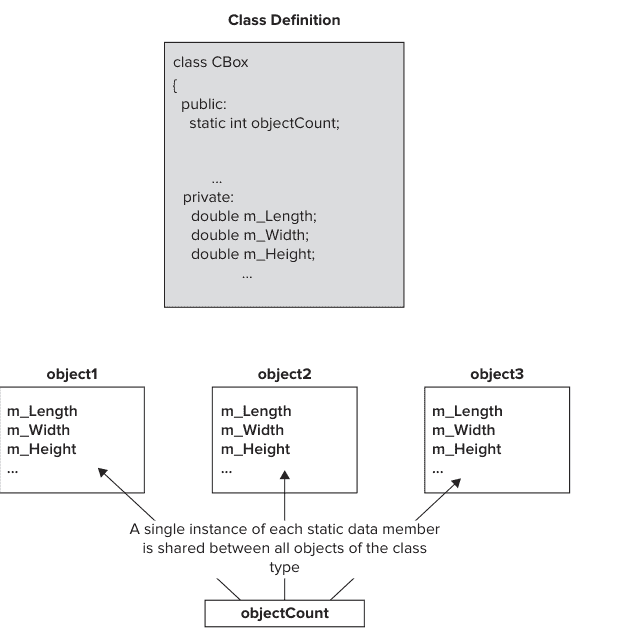 Class Definition
class CBox
{
public:
static int objectCount;
...
private:
double m_Length;
double m_Width;
double m_Height;
...
object1
m_Length
m_Width
m_Height
...
object2
m_Length
m_Width
m_Height
...
object3
m_Length
m_Width
m_Height
...
A single instance of each static data member
is shared between all objects of the class
type
objectCount